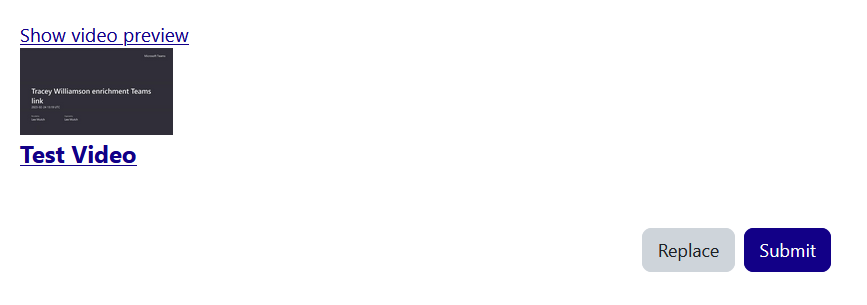 Show video preview
Microsoft Teams
Tracey Williamson enrichment Teams
link
Test Video
Replace
Submit